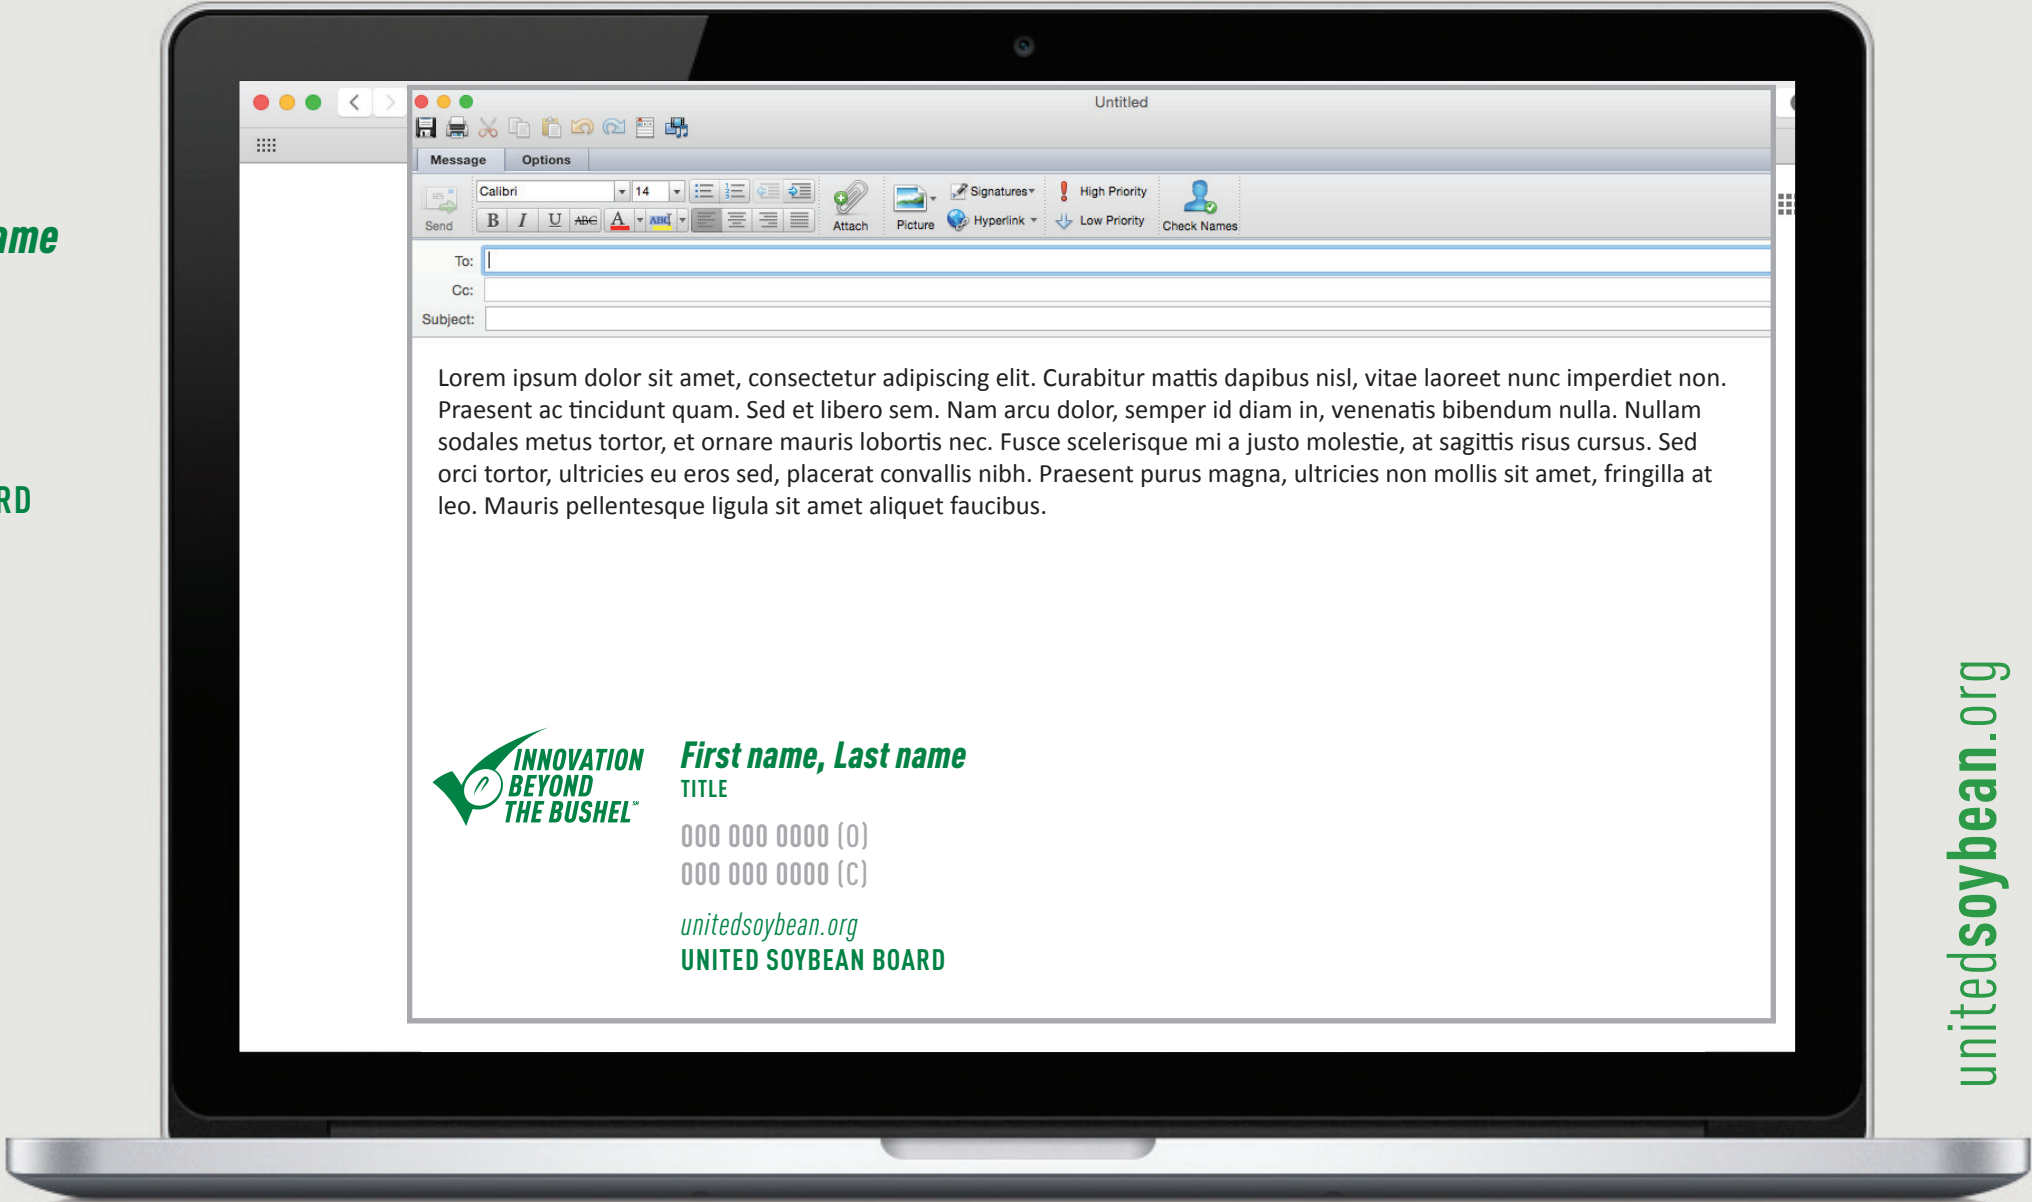 ame
RD
Untitled
Message Options
Calibri 14 Signatures High Priority
Send B I U ABC A ABC Attach Picture Hyperlink Low Priority Check Names
To:
Cc:
Subject:
Lorem ipsum dolor sit amet, consectetur adipiscing elit. Curabitur mattis dapibus nisl, vitae laoreet nunc imperdiet non.
Praesent ac tincidunt quam. Sed et libero sem. Nam arcu dolor, semper id diam in, venenatis bibendum nulla. Nullam
sodales metus tortor, et ornare mauris lobortis nec. Fusce scelerisque mi a justo molestie, at sagittis risus cursus. Sed
orci tortor, ultricies eu eros sed, placerat convallis nibh. Praesent purus magna, ultricies non mollis sit amet, fringilla at
leo. Mauris pellentesque ligula sit amet aliquet faucibus.
INNOVATION
BEYOND
THE BUSHEL℠
First name, Last name
TITLE
000 000 0000 (O)
000 000 0000 (C)
unitedsoybean.org
UNITED SOYBEAN BOARD
unitedsoybean.org